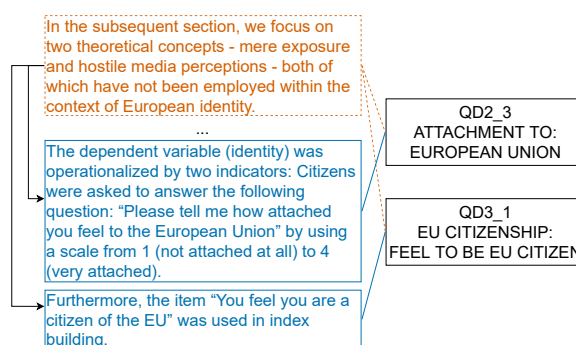 In the subsequent section, we focus on
two theoretical concepts - mere exposure
and hostile media perceptions - both of
which have not been employed within the
context of European identity.
...
The dependent variable (identity) was
operationalized by two indicators: Citizens
were asked to answer the following
question: “Please tell me how attached
you feel to the European Union” by using
a scale from 1 (not attached at all) to 4
(very attached).
Furthermore, the item “You feel you are a
citizen of the EU” was used in index
building.
QD2_3
ATTACHMENT TO:
EUROPEAN UNION
QD3_1
EU CITIZENSHIP:
FEEL TO BE EU CITIZEN